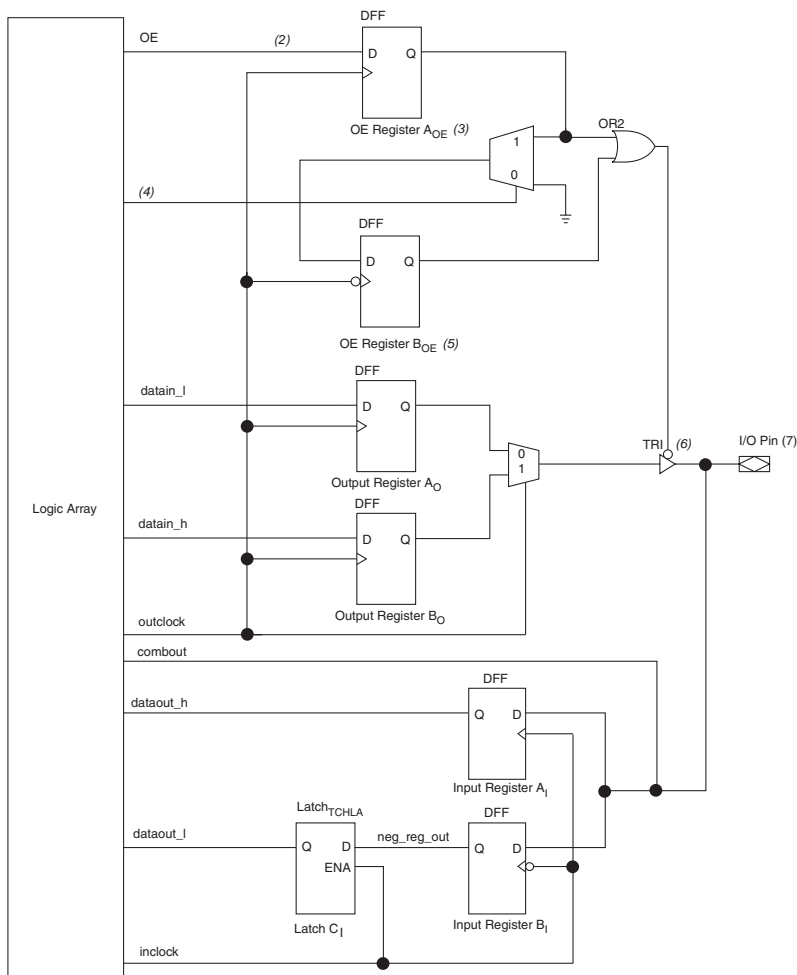 DFF
OE
(2)
D
Q
OE Register A_OE (3)
OR2
1
0
(4)
DFF
D
Q
OE Register B_OE (5)
DFF
datain_l
D
Q
TRI
(6)
I/O Pin (7)
0
1
Output Register A_O
Logic Array
DFF
datain_h
D
Q
Output Register B_O
outclock
combout
DFF
dataout_h
Q
D
Input Register A_I
Latch_TCHLA
DFF
dataout_l
Q
D
neg_reg_out
Q
D
ENA
Latch C_I
Input Register B_I
inclock